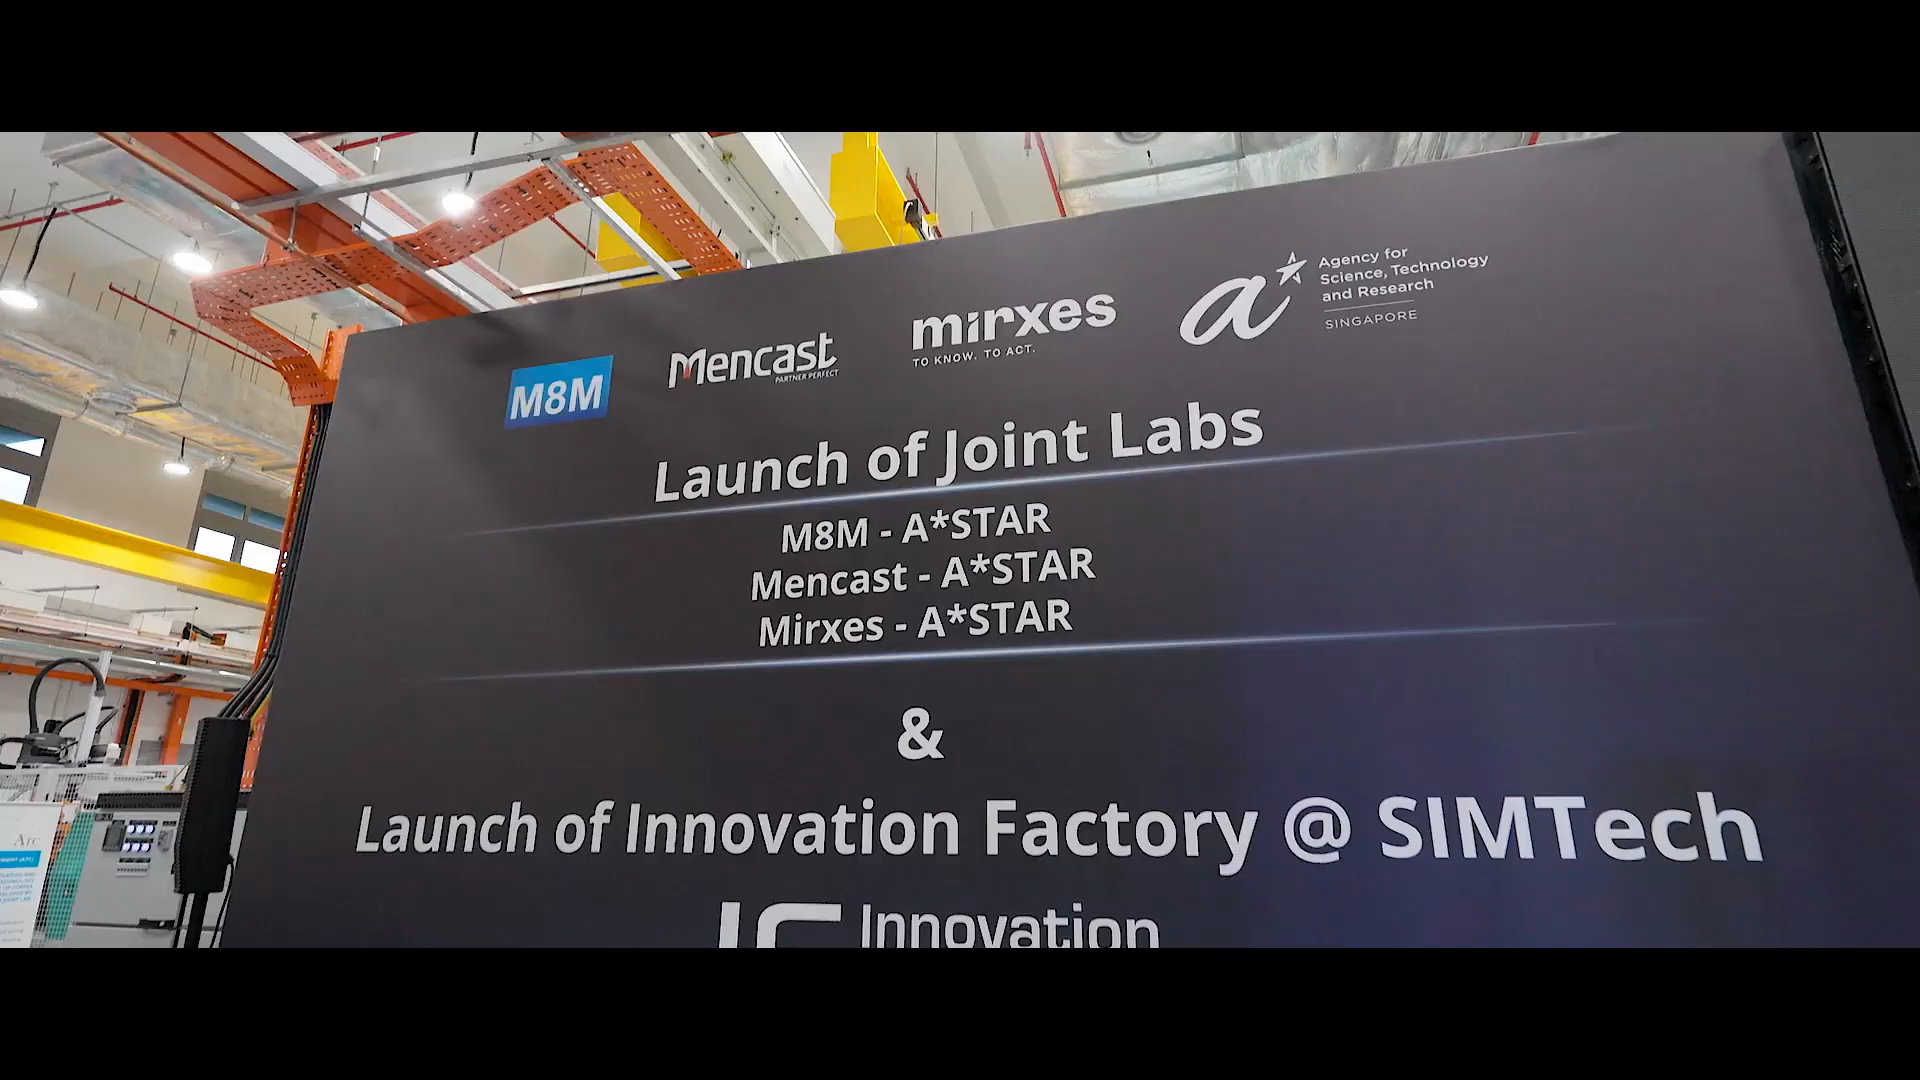 M8M
Mencast
PARTNER PERFECT
mirxes
TO KNOW. TO ACT.
a
Agency for
Science, Technology
and Research
SINGAPORE
Launch of Joint Labs
M8M - A*STAR
Mencast - A*STAR
Mirxes - A*STAR
&
Launch of Innovation Factory @ SIMTech
Innovation
Arc